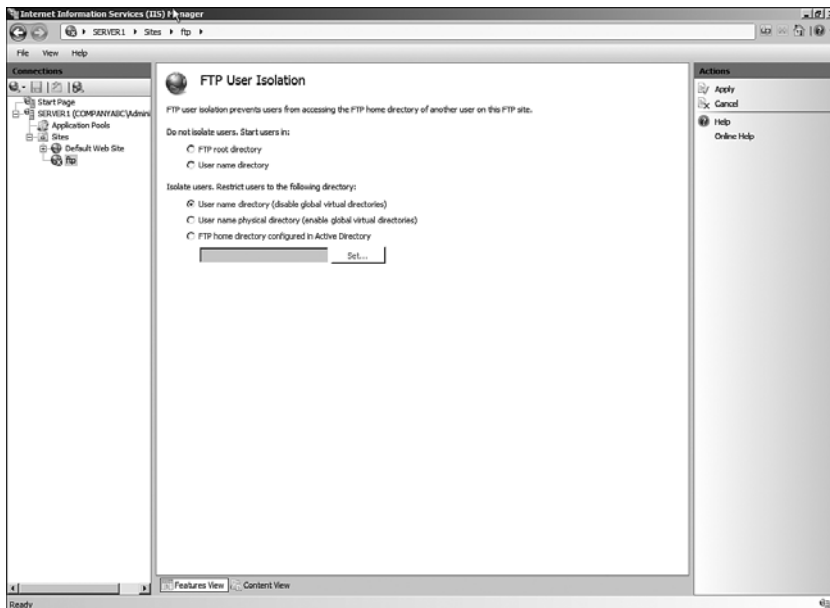 Internet Information Services (IIS) Manager
SERVER1 Sites ftp
File View Help
Connections
Start Page
SERVER1 (COMPANYABC\Admini
Application Pools
Sites
Default Web Site
ftp
FTP User Isolation
FTP user isolation prevents users from accessing the FTP home directory of another user on this FTP site.
Do not isolate users. Start users in:
FTP root directory
User name directory
Isolate users. Restrict users to the following directory:
User name directory (disable global virtual directories)
User name physical directory (enable global virtual directories)
FTP home directory configured in Active Directory
Set...
Actions
Apply
Cancel
Help
Online Help
Features View Content View
Ready